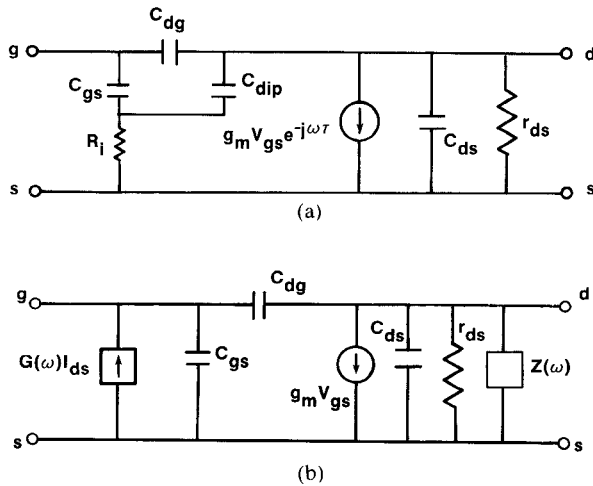 C_dg
g
d
C_gs
C_dip
R_i
g_m V_gs e^-jωτ
C_ds
r_ds
s
s
(a)
C_dg
g
d
G(ω)I_ds
C_gs
g_m V_gs
C_ds
r_ds
Z(ω)
s
s
(b)